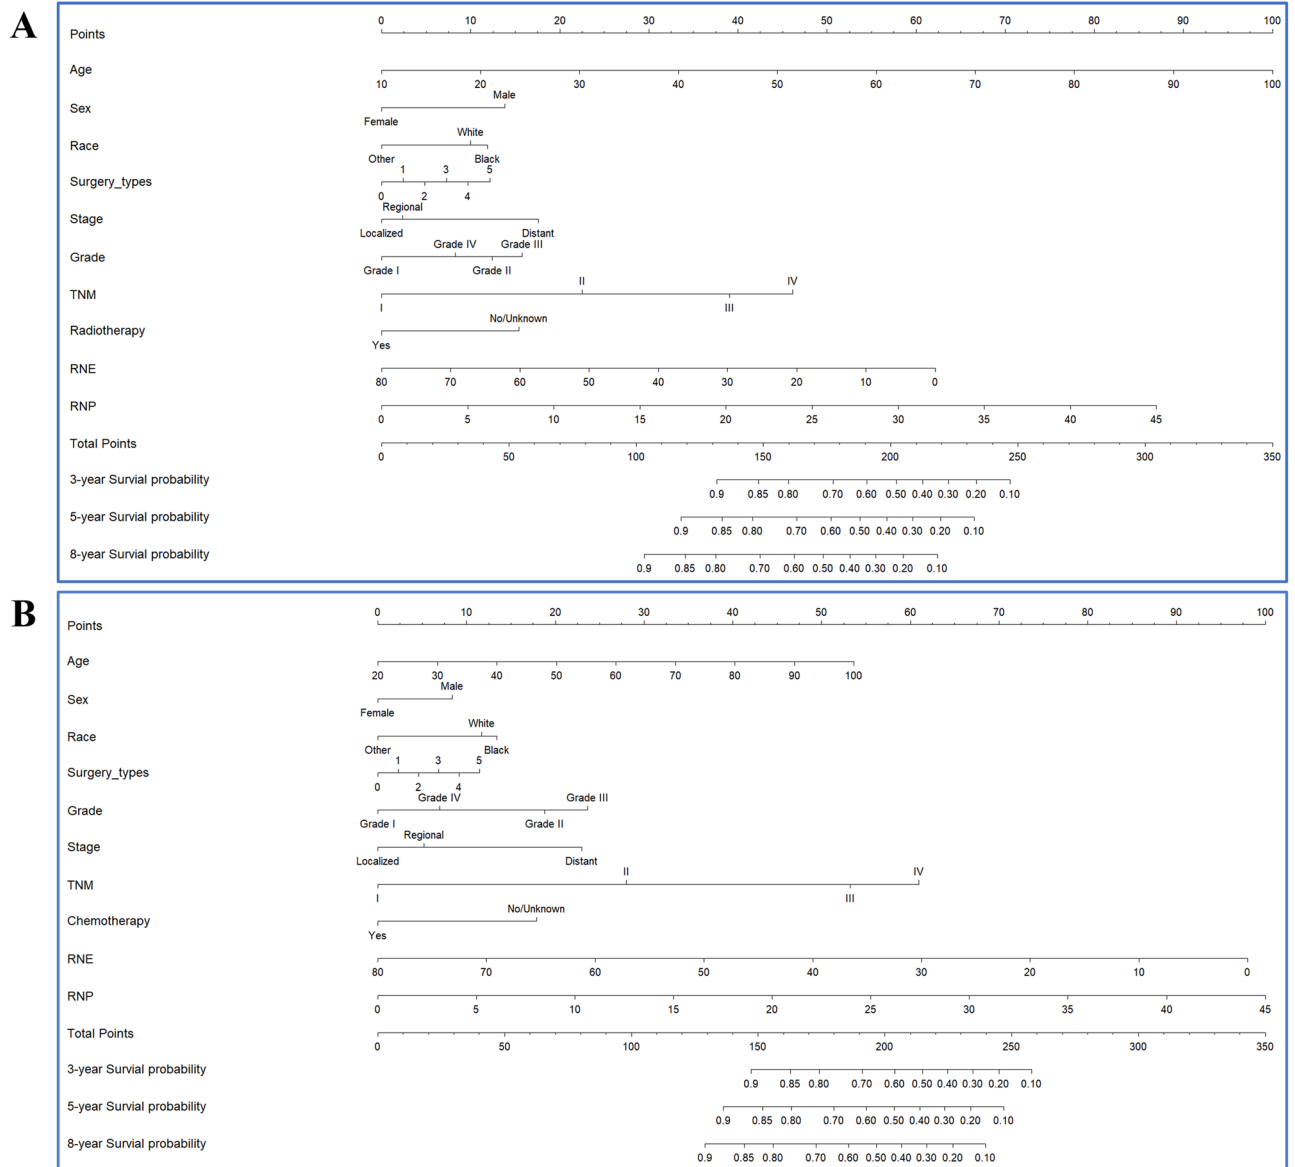 A
0 10 20 30 40 50 60 70 80 90 100
Points
Age
10 20 30 40 50 60 70 80 90 100
Male
Sex
Female
White
Race
Other Black
1 3 5
Surgery_types
0 2 4
Regional
Stage
Localized Distant
Grade IV Grade III
Grade
Grade I Grade II
II IV
TNM
I III
No/Unknown
Radiotherapy
Yes
RNE
80 70 60 50 40 30 20 10 0
RNP
0 5 10 15 20 25 30 35 40 45
Total Points
0 50 100 150 200 250 300 350
3-year Survial probability
0.9 0.85 0.80 0.70 0.60 0.50 0.40 0.30 0.20 0.10
5-year Survial probability
0.9 0.85 0.80 0.70 0.60 0.50 0.40 0.30 0.20 0.10
8-year Survial probability
0.9 0.85 0.80 0.70 0.60 0.50 0.40 0.30 0.20 0.10
B
0 10 20 30 40 50 60 70 80 90 100
Points
Age
20 30 40 50 60 70 80 90 100
Male
Sex
Female
White
Race
Other Black
1 3 5
Surgery_types
0 2 4
Grade IV Grade III
Grade
Grade I Grade II
Regional
Stage
Localized Distant
II IV
TNM
I III
No/Unknown
Chemotherapy
Yes
RNE
80 70 60 50 40 30 20 10 0
RNP
0 5 10 15 20 25 30 35 40 45
Total Points
0 50 100 150 200 250 300 350
3-year Survial probability
0.9 0.85 0.80 0.70 0.60 0.50 0.40 0.30 0.20 0.10
5-year Survial probability
0.9 0.85 0.80 0.70 0.60 0.50 0.40 0.30 0.20 0.10
8-year Survial probability
0.9 0.85 0.80 0.70 0.60 0.50 0.40 0.30 0.20 0.10